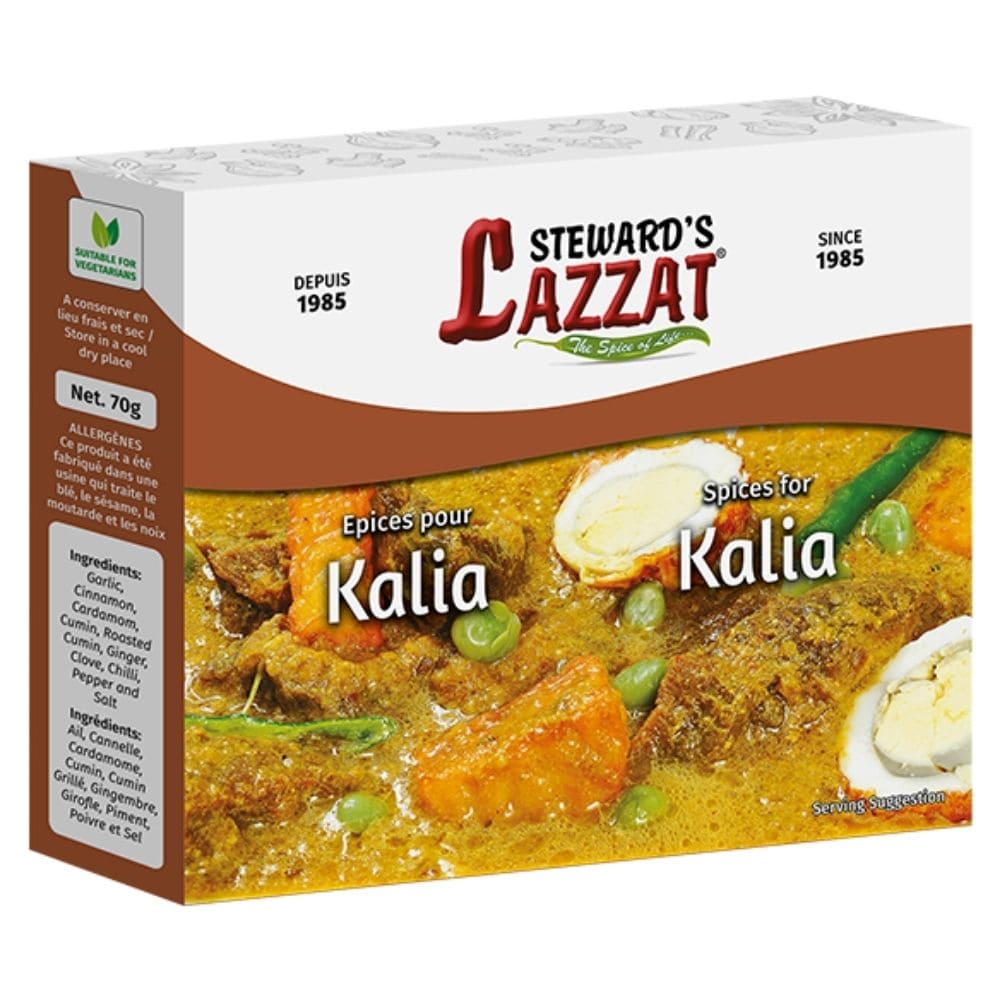 SUITABLE FOR
VEGETARIANS
A conserver en
lieu frais et sec /
Store in a cool
dry place
Net. 70g
ALLERGÈNES
Ce produit a été
fabriqué dans une
usine qui traite le
blé, le sésame, la
moutarde et les noix
Ingredients:
Garlic,
Cinnamon,
Cardamom,
Cumin, Roasted
Cumin, Ginger,
Clove, Chilli,
Pepper and
Salt
Ingrédients:
Ail, Cannelle,
Cardamome,
Cumin, Cumin
Grillé, Gingembre,
Girofle, Piment,
Poivre et Sel
DEPUIS
1985
STEWARD'S
LAZZAT®
The Spice of Life...
SINCE
1985
Epices pour
Kalia
Spices for
Kalia
Serving Suggestion